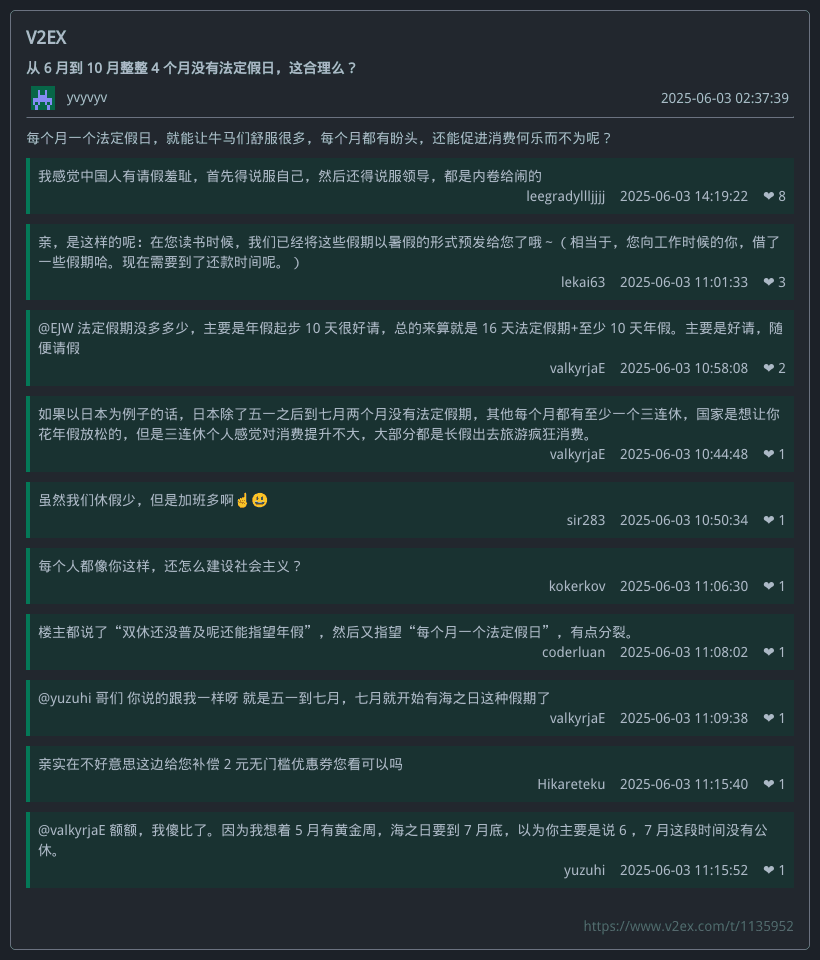 V2EX
从 6 月到 10 月整整 4 个月没有法定假日，这合理么？
yvyvyv 2025-06-03 02:37:39
每个月一个法定假日，就能让牛马们舒服很多，每个月都有盼头，还能促进消费何乐而不为呢？
我感觉中国人有请假羞耻，首先得说服自己，然后还得说服领导，都是内卷给闹的
leegradyllljjjj 2025-06-03 14:19:22 ❤ 8
亲，是这样的呢：在您读书时候，我们已经将这些假期以暑假的形式预发给您了哦～（ 相当于，您向工作时候的你，借了
一些假期哈。现在需要到了还款时间呢。 ）
lekai63 2025-06-03 11:01:33 ❤ 3
@EJW 法定假期没多多少，主要是年假起步 10 天很好请，总的来算就是 16 天法定假期+至少 10 天年假。主要是好请，随
便请假
valkyrjaE 2025-06-03 10:58:08 ❤ 2
如果以日本为例子的话，日本除了五一之后到七月两个月没有法定假期，其他每个月都有至少一个三连休，国家是想让你
花年假放松的，但是三连休个人感觉对消费提升不大，大部分都是长假出去旅游疯狂消费。
valkyrjaE 2025-06-03 10:44:48 ❤ 1
虽然我们休假少，但是加班多啊☝😃
sir283 2025-06-03 10:50:34 ❤ 1
每个人都像你这样，还怎么建设社会主义？
kokerkov 2025-06-03 11:06:30 ❤ 1
楼主都说了“双休还没普及呢还能指望年假”，然后又指望“每个月一个法定假日”，有点分裂。
coderluan 2025-06-03 11:08:02 ❤ 1
@yuzuhi 哥们 你说的跟我一样呀 就是五一到七月，七月就开始有海之日这种假期了
valkyrjaE 2025-06-03 11:09:38 ❤ 1
亲实在不好意思这边给您补偿 2 元无门槛优惠券您看可以吗
Hikareteku 2025-06-03 11:15:40 ❤ 1
@valkyrjaE 额额，我傻比了。因为我想着 5 月有黄金周，海之日要到 7 月底，以为你主要是说 6 ，7 月这段时间没有公
休。
yuzuhi 2025-06-03 11:15:52 ❤ 1
https://www.v2ex.com/t/1135952